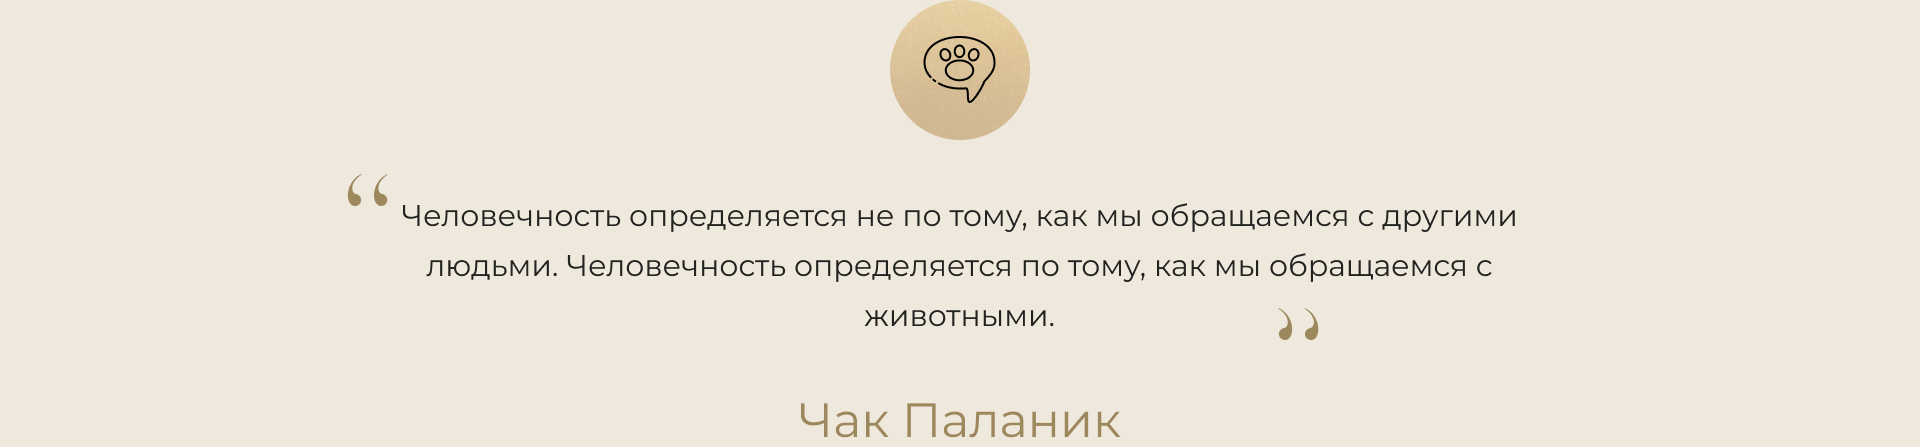 “Человечность определяется не по тому, как мы обращаемся с другими
людьми. Человечность определяется по тому, как мы обращаемся с
животными.”
Чак Паланик